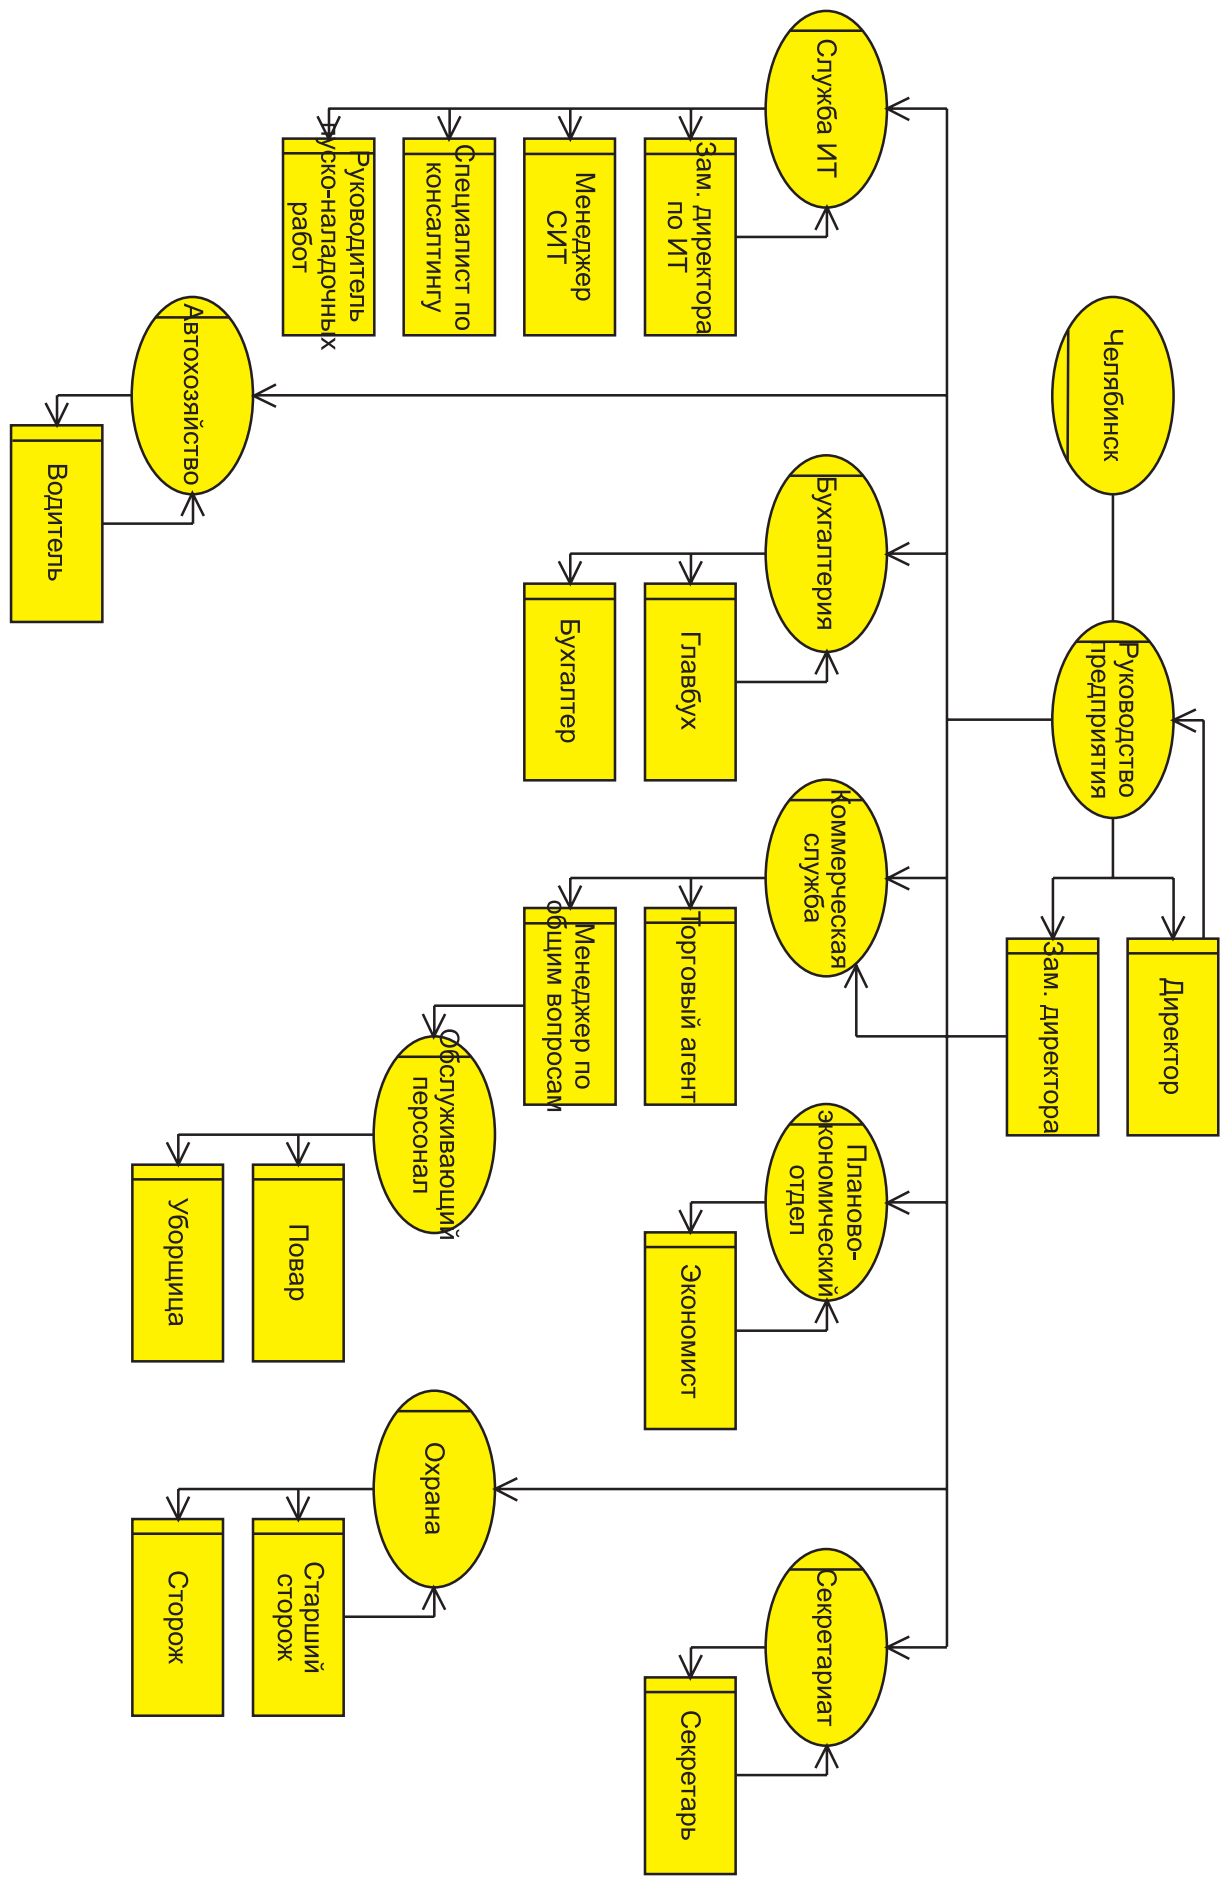 Челябинск
Руководство
предприятия
Директор
Зам. директора
Служба ИТ
Зам. директора
по ИТ
Менеджер
СИТ
Специалист по
консалтингу
Руководитель
пуско-наладочных
работ
Автохозяйство
Водитель
Бухгалтерия
Главбух
Бухгалтер
Коммерческая
служба
Торговый агент
Менеджер по
общим вопросам
Обслуживающий
персонал
Повар
Уборщица
Планово-
экономический
отдел
Экономист
Охрана
Старший
сторож
Сторож
Секретариат
Секретарь